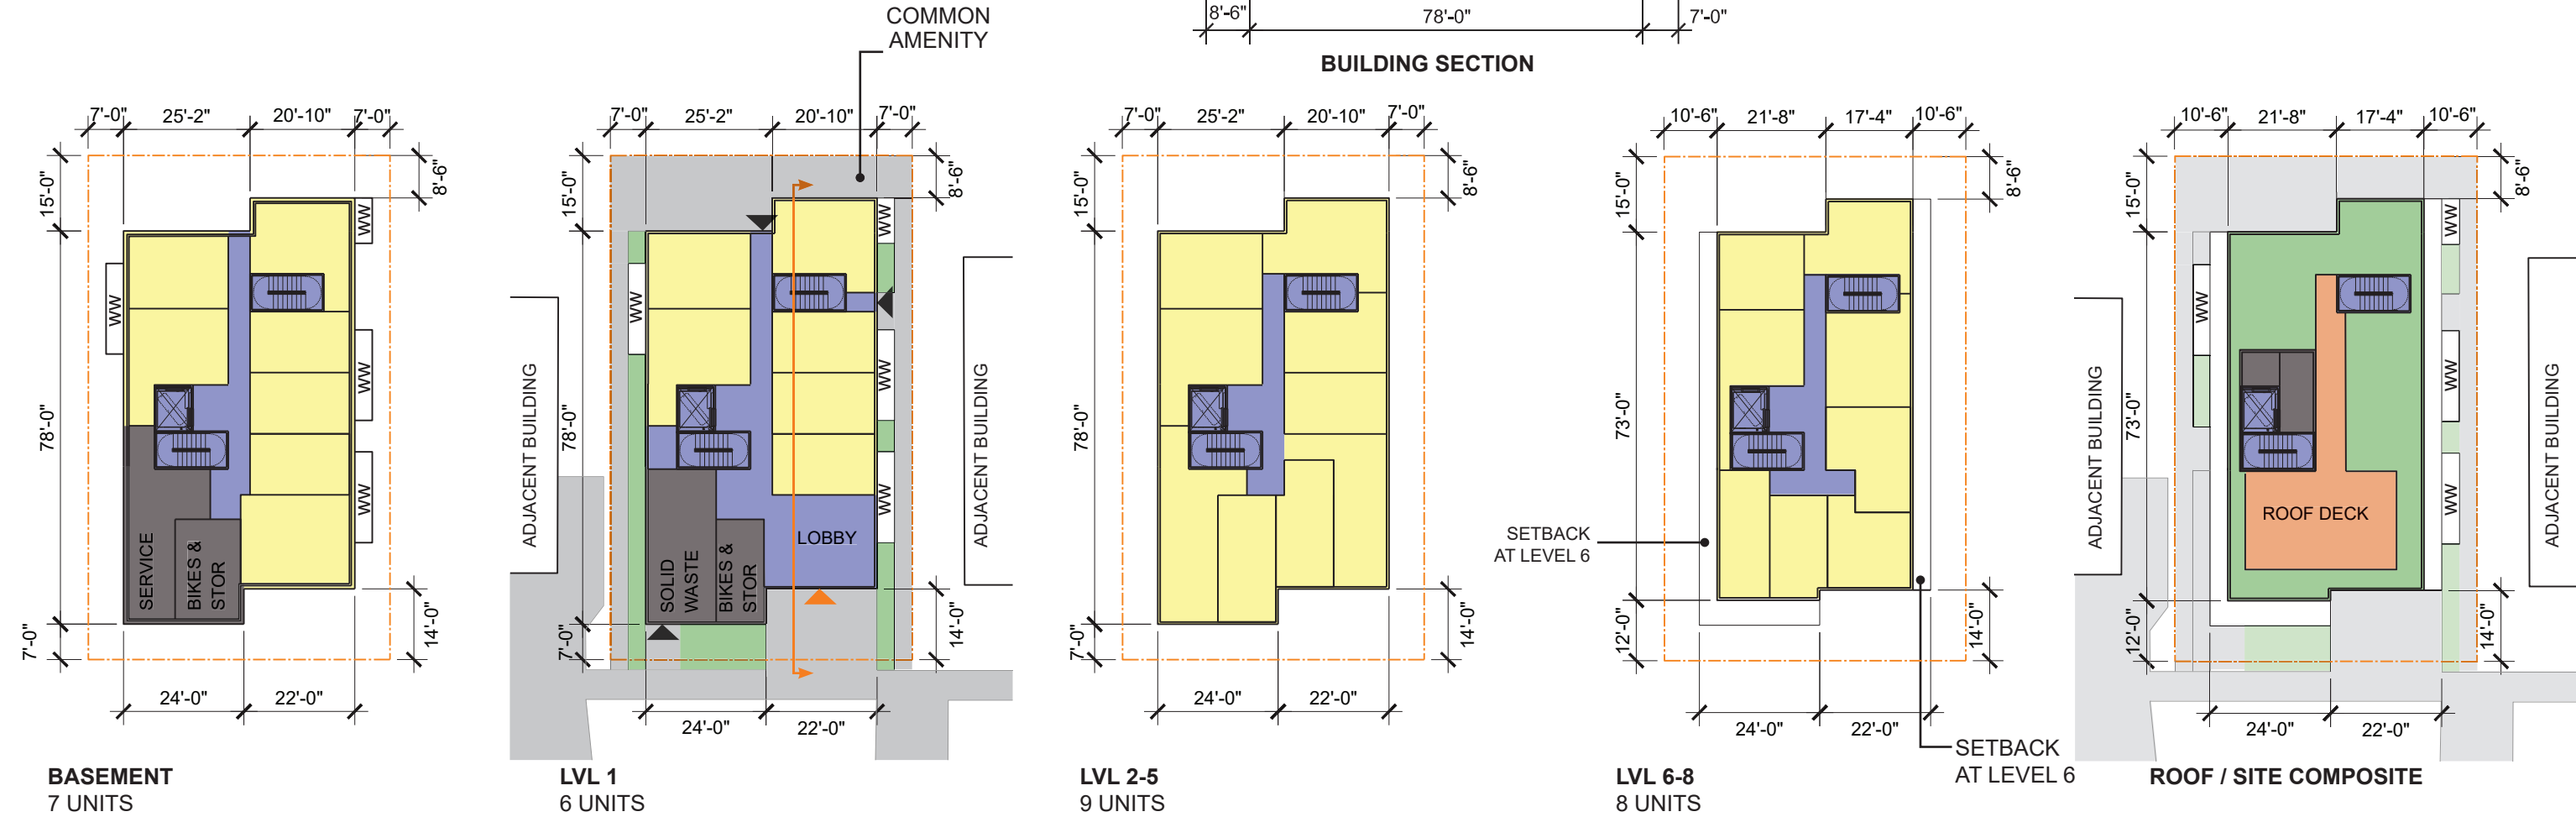 COMMON
AMENITY
8'-6" 78'-0" 7'-0"
BUILDING SECTION
7'-0" 25'-2" 20'-10" 7'-0"
15'-0"
8'-6"
WW
WW
WW
WW
78'-0"
SERVICE
BIKES &
STOR
7'-0"
14'-0"
24'-0" 22'-0"
BASEMENT
7 UNITS
7'-0" 25'-2" 20'-10" 7'-0"
15'-0"
8'-6"
WW
WW
WW
WW
ADJACENT BUILDING
78'-0"
ADJACENT BUILDING
LOBBY
SOLID
WASTE
BIKES &
STOR
7'-0"
14'-0"
24'-0" 22'-0"
LVL 1
6 UNITS
7'-0" 25'-2" 20'-10" 7'-0"
15'-0"
8'-6"
78'-0"
7'-0"
14'-0"
24'-0" 22'-0"
LVL 2-5
9 UNITS
10'-6" 21'-8" 17'-4" 10'-6"
15'-0"
8'-6"
73'-0"
SETBACK
AT LEVEL 6
12'-0"
14'-0"
24'-0" 22'-0"
SETBACK
AT LEVEL 6
LVL 6-8
8 UNITS
10'-6" 21'-8" 17'-4" 10'-6"
15'-0"
8'-6"
WW
WW
WW
WW
ADJACENT BUILDING
73'-0"
ADJACENT BUILDING
ROOF DECK
12'-0"
14'-0"
24'-0" 22'-0"
ROOF / SITE COMPOSITE